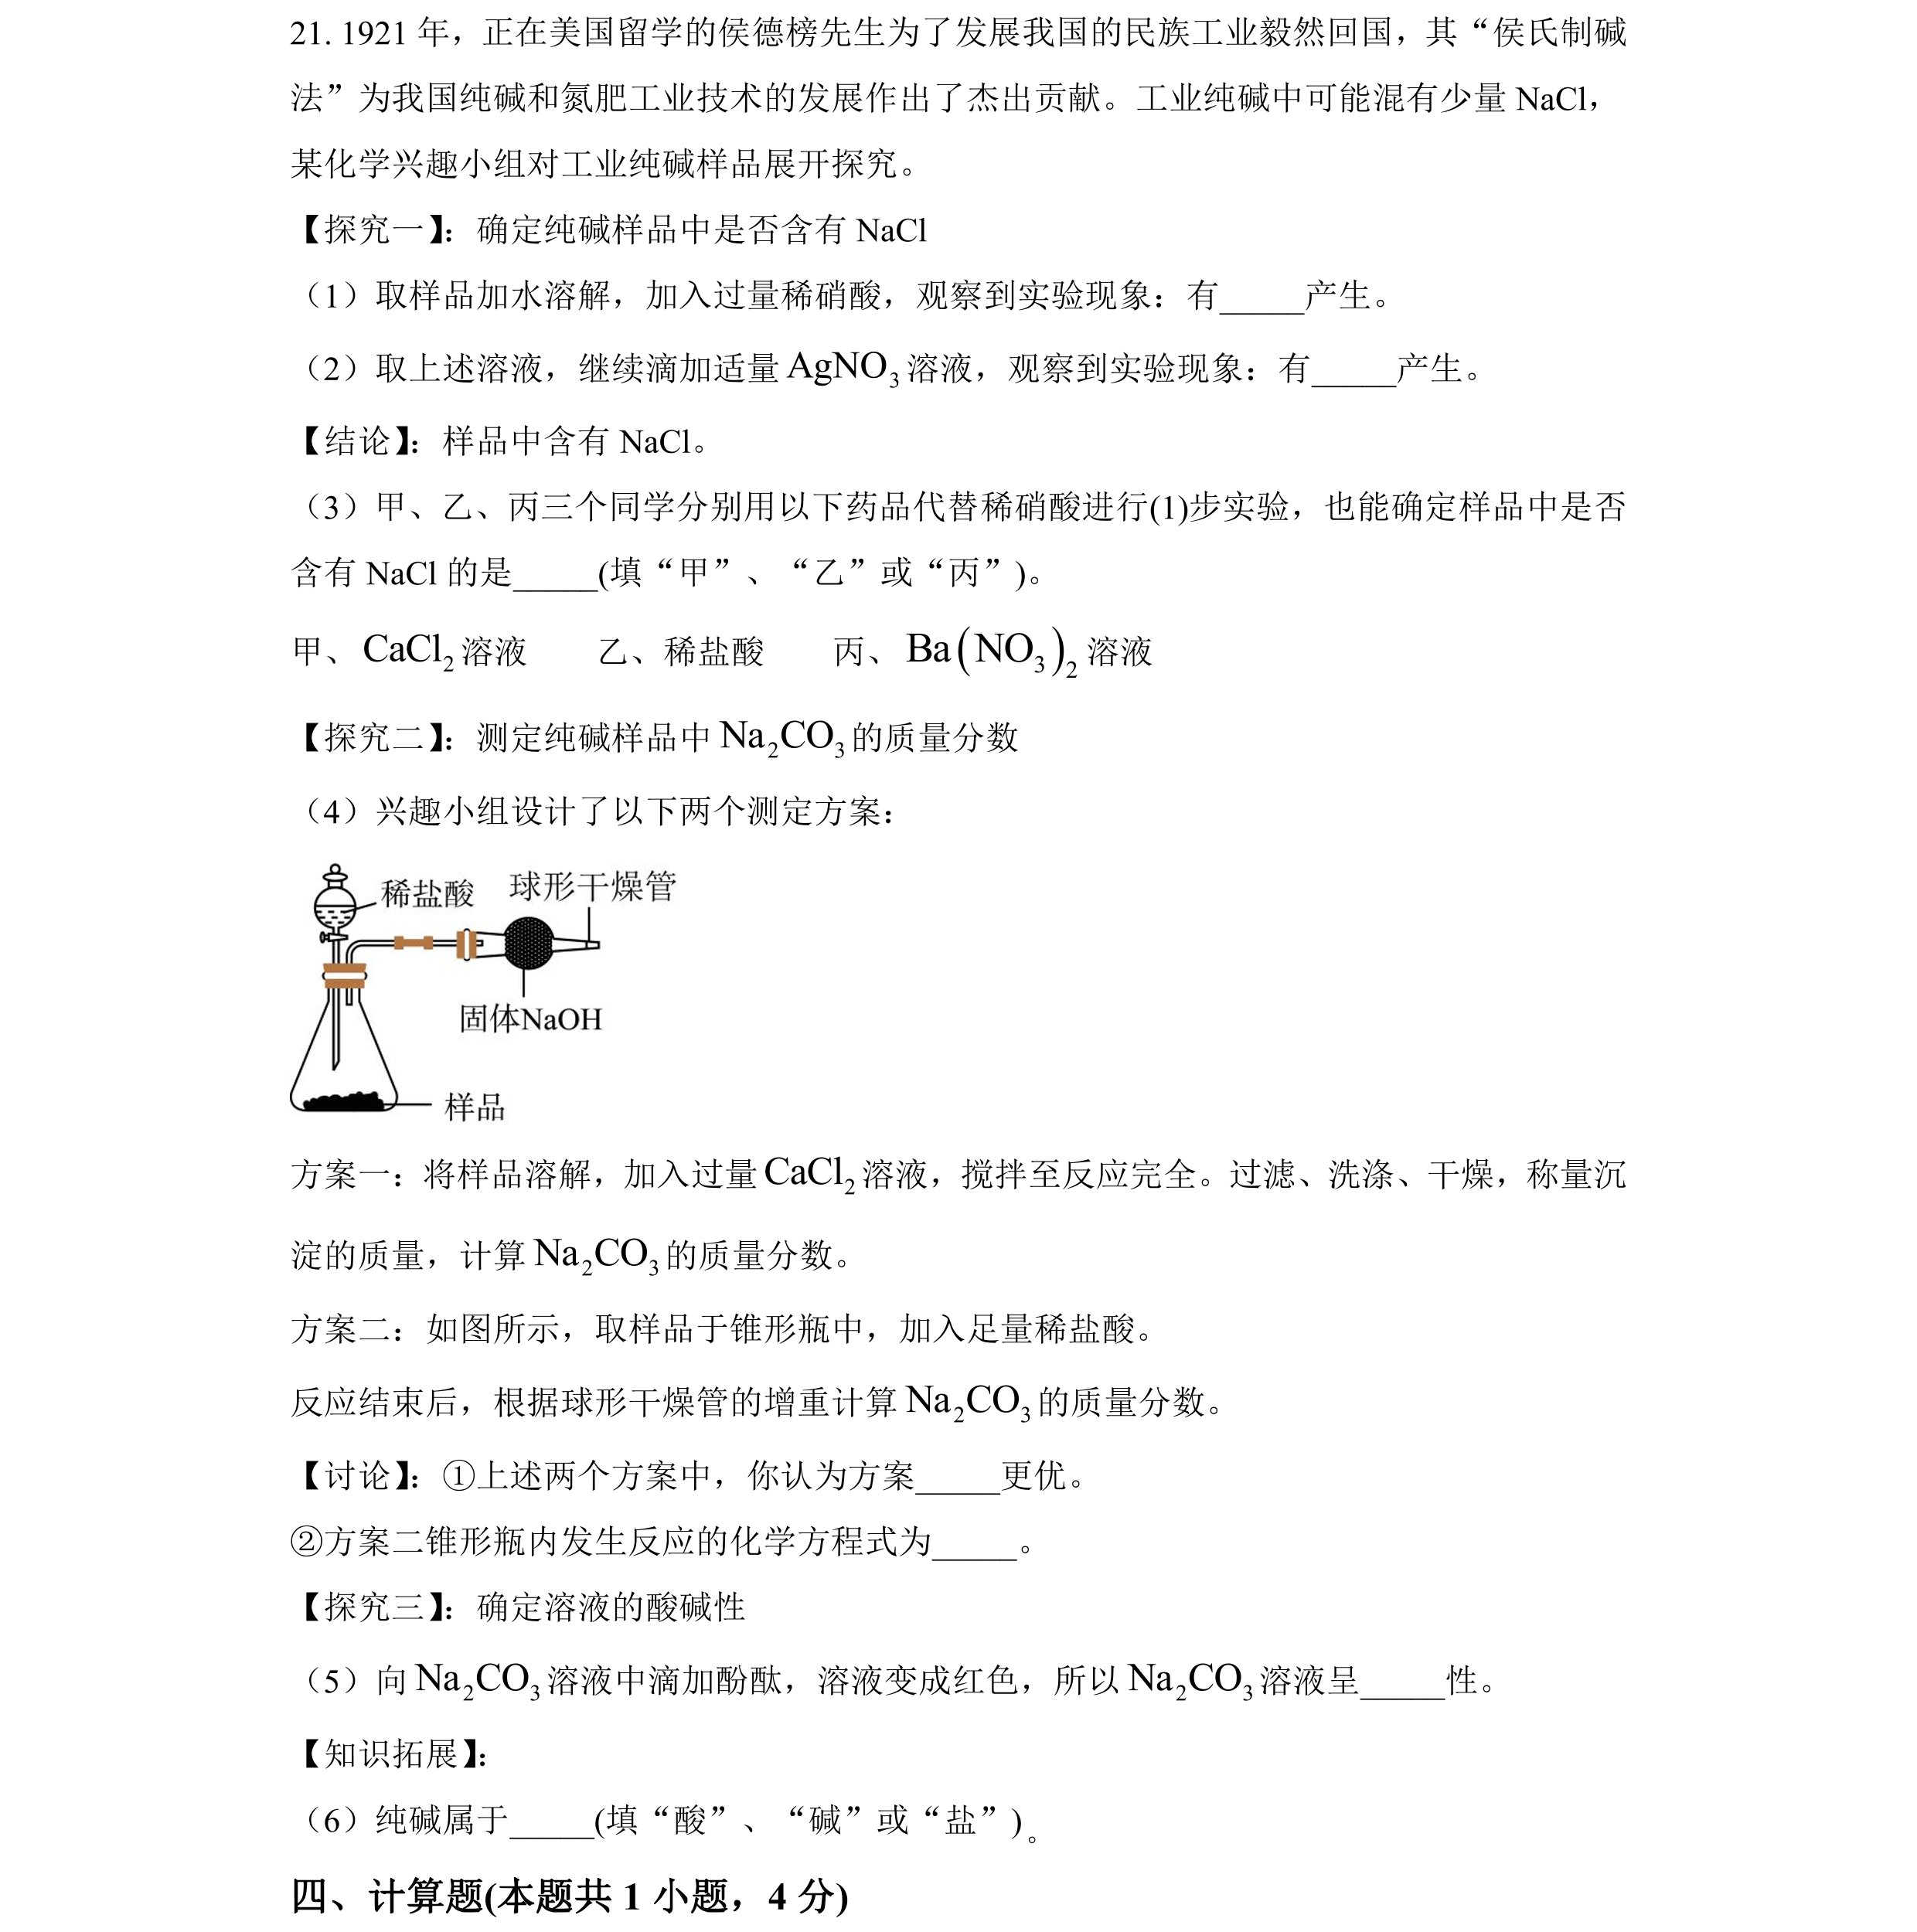 21. 1921 年，正在美国留学的侯德榜先生为了发展我国的民族工业毅然回国，其“侯氏制碱
法”为我国纯碱和氮肥工业技术的发展作出了杰出贡献。工业纯碱中可能混有少量 NaCl，
某化学兴趣小组对工业纯碱样品展开探究。
【探究一】：确定纯碱样品中是否含有 NaCl
（1）取样品加水溶解，加入过量稀硝酸，观察到实验现象：有_____产生。
（2）取上述溶液，继续滴加适量 AgNO₃ 溶液，观察到实验现象：有_____产生。
【结论】：样品中含有 NaCl。
（3）甲、乙、丙三个同学分别用以下药品代替稀硝酸进行(1)步实验，也能确定样品中是否
含有 NaCl 的是_____(填“甲”、“乙”或“丙”)。
甲、CaCl₂ 溶液 乙、稀盐酸 丙、Ba(NO₃)₂ 溶液
【探究二】：测定纯碱样品中 Na₂CO₃ 的质量分数
（4）兴趣小组设计了以下两个测定方案：
稀盐酸 球形干燥管
固体NaOH
样品
方案一：将样品溶解，加入过量 CaCl₂ 溶液，搅拌至反应完全。过滤、洗涤、干燥，称量沉
淀的质量，计算 Na₂CO₃ 的质量分数。
方案二：如图所示，取样品于锥形瓶中，加入足量稀盐酸。
反应结束后，根据球形干燥管的增重计算 Na₂CO₃ 的质量分数。
【讨论】：①上述两个方案中，你认为方案_____更优。
②方案二锥形瓶内发生反应的化学方程式为_____。
【探究三】：确定溶液的酸碱性
（5）向 Na₂CO₃ 溶液中滴加酚酞，溶液变成红色，所以 Na₂CO₃ 溶液呈_____性。
【知识拓展】：
（6）纯碱属于_____(填“酸”、“碱”或“盐”)。
四、计算题(本题共 1 小题，4 分)